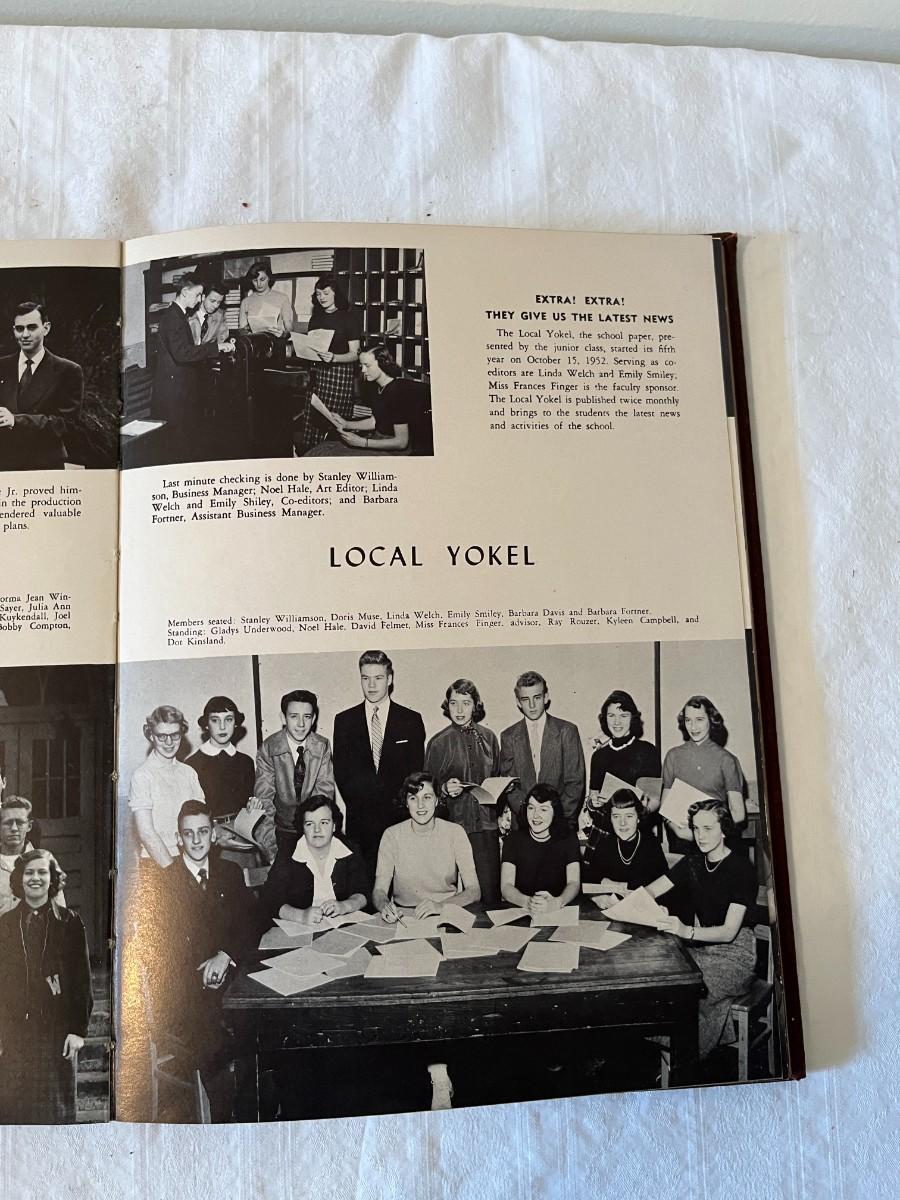 e Jr. proved him-
in the production
endered valuable
plans.
orma Jean Win-
Sayer, Julia Ann
Kuykendall, Joel
Bobby Compton,
EXTRA! EXTRA!
THEY GIVE US THE LATEST NEWS
The Local Yokel, the school paper, pre-
sented by the junior class, started its fifth
year on October 15, 1952. Serving as co-
editors are Linda Welch and Emily Smiley;
Miss Frances Finger is the faculty sponsor.
The Local Yokel is published twice monthly
and brings to the students the latest news
and activities of the school.
Last minute checking is done by Stanley William-
son, Business Manager; Noel Hale, Art Editor; Linda
Welch and Emily Shiley, Co-editors; and Barbara
Fortner, Assistant Business Manager.
LOCAL YOKEL
Members seated: Stanley Williamson, Doris Muse, Linda Welch, Emily Smiley, Barbara Davis and Barbara Fortner.
Standing: Gladys Underwood, Noel Hale, David Felmet, Miss Frances Finger, advisor, Ray Rouzer, Kyleen Campbell, and
Dot Kinsland.
W